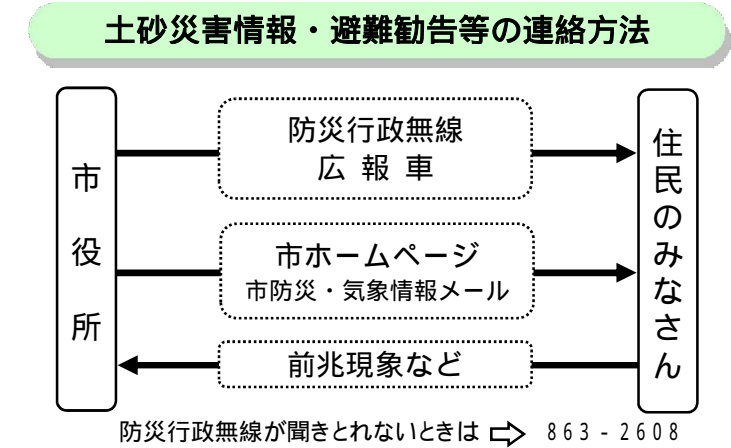 土砂災害情報・避難勧告等の連絡方法
市役所
防災行政無線
広報車
市ホームページ
市防災・気象情報メール
前兆現象など
住民のみなさん
防災行政無線が聞きとれないときは ⇨ 863-2608